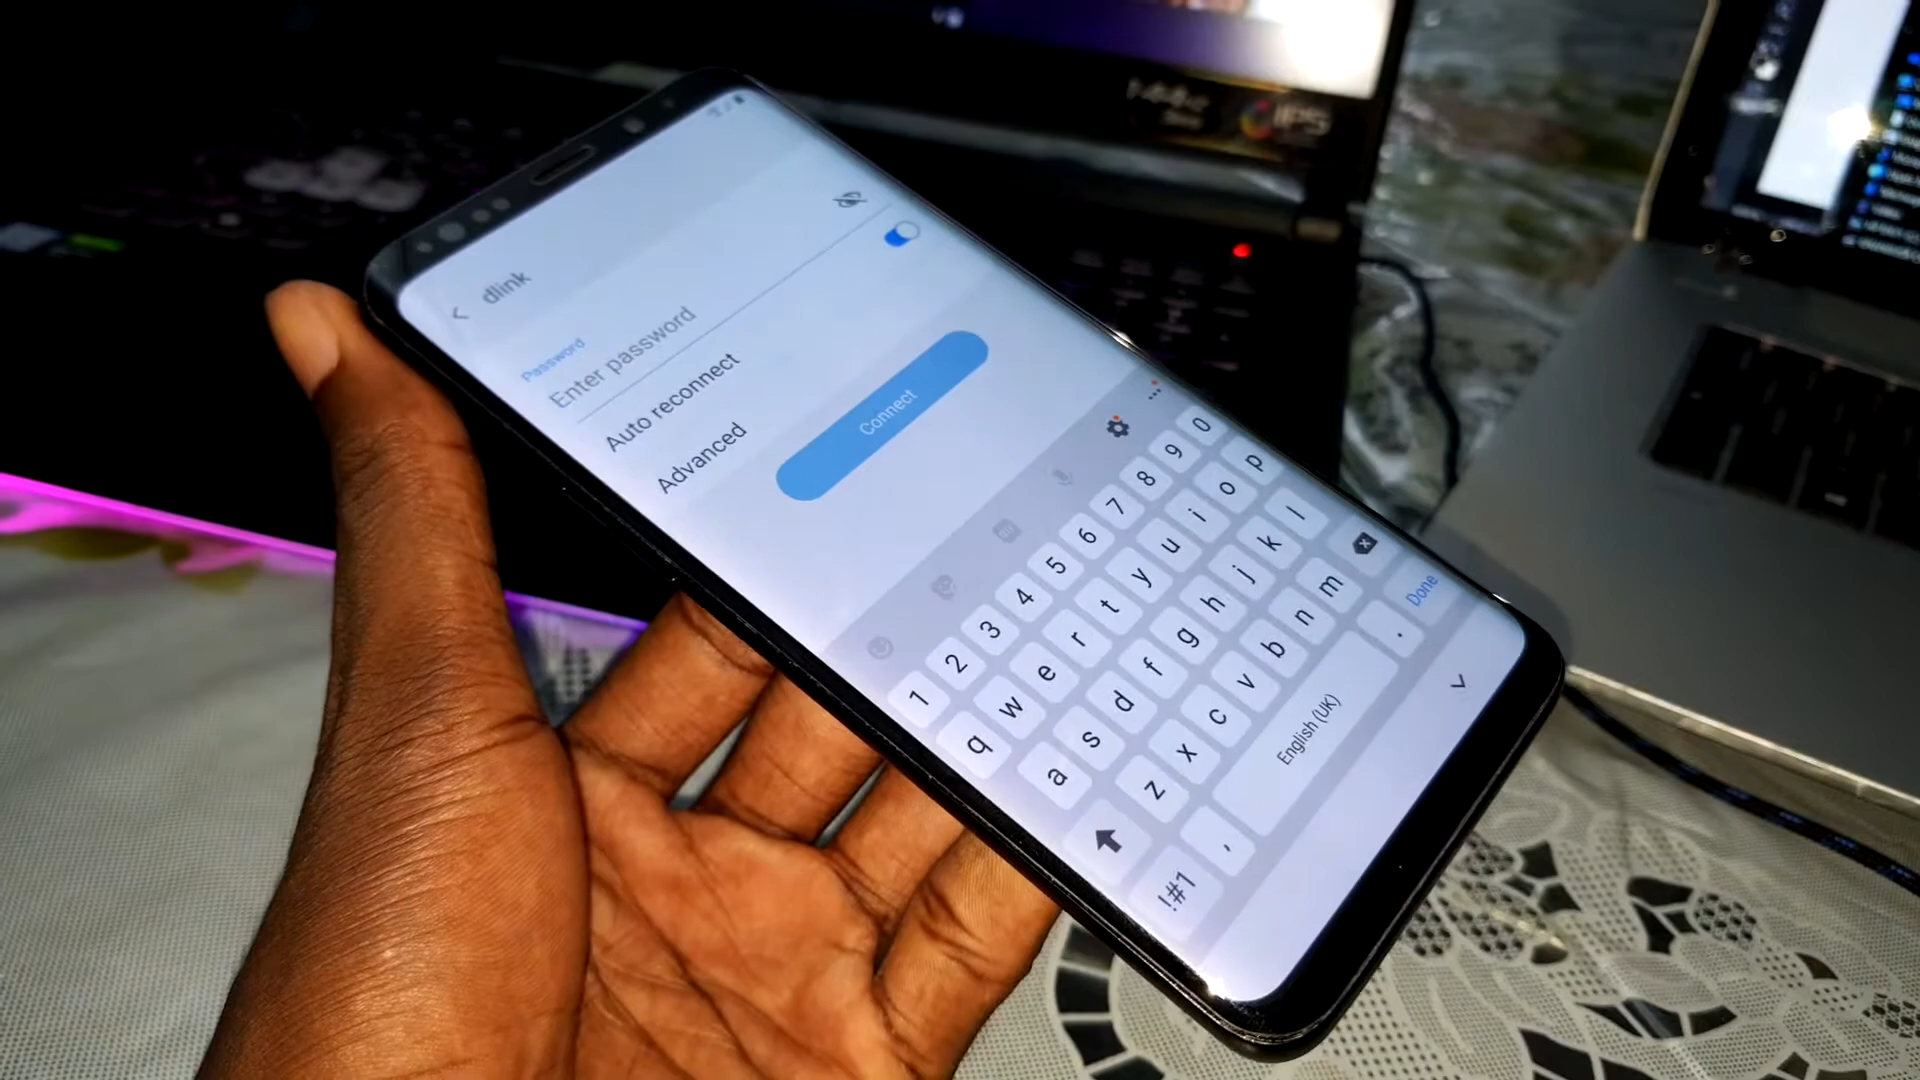 dlink
Password
Enter password
Auto reconnect
Advanced
Connect
1 2 3 4 5 6 7 8 9 0
q w e r t y u i o p
a s d f g h j k l
z x c v b n m
!#1 , English (UK) . Done
IPS